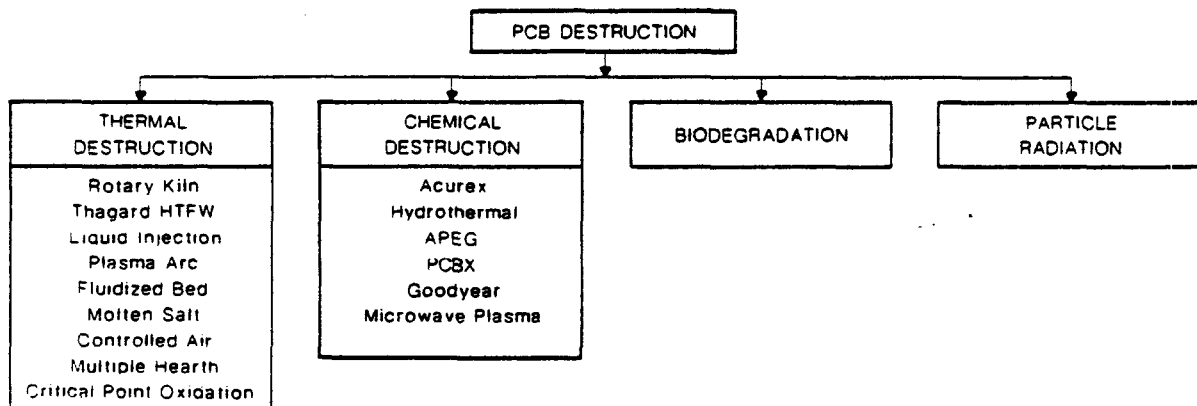 PCB DESTRUCTION
THERMAL
DESTRUCTION
Rotary Kiln
Thagard HTFW
Liquid Injection
Plasma Arc
Fluidized Bed
Molten Salt
Controlled Air
Multiple Hearth
Critical Point Oxidation
CHEMICAL
DESTRUCTION
Acurex
Hydrothermal
APEG
PCBX
Goodyear
Microwave Plasma
BIODEGRADATION
PARTICLE
RADIATION